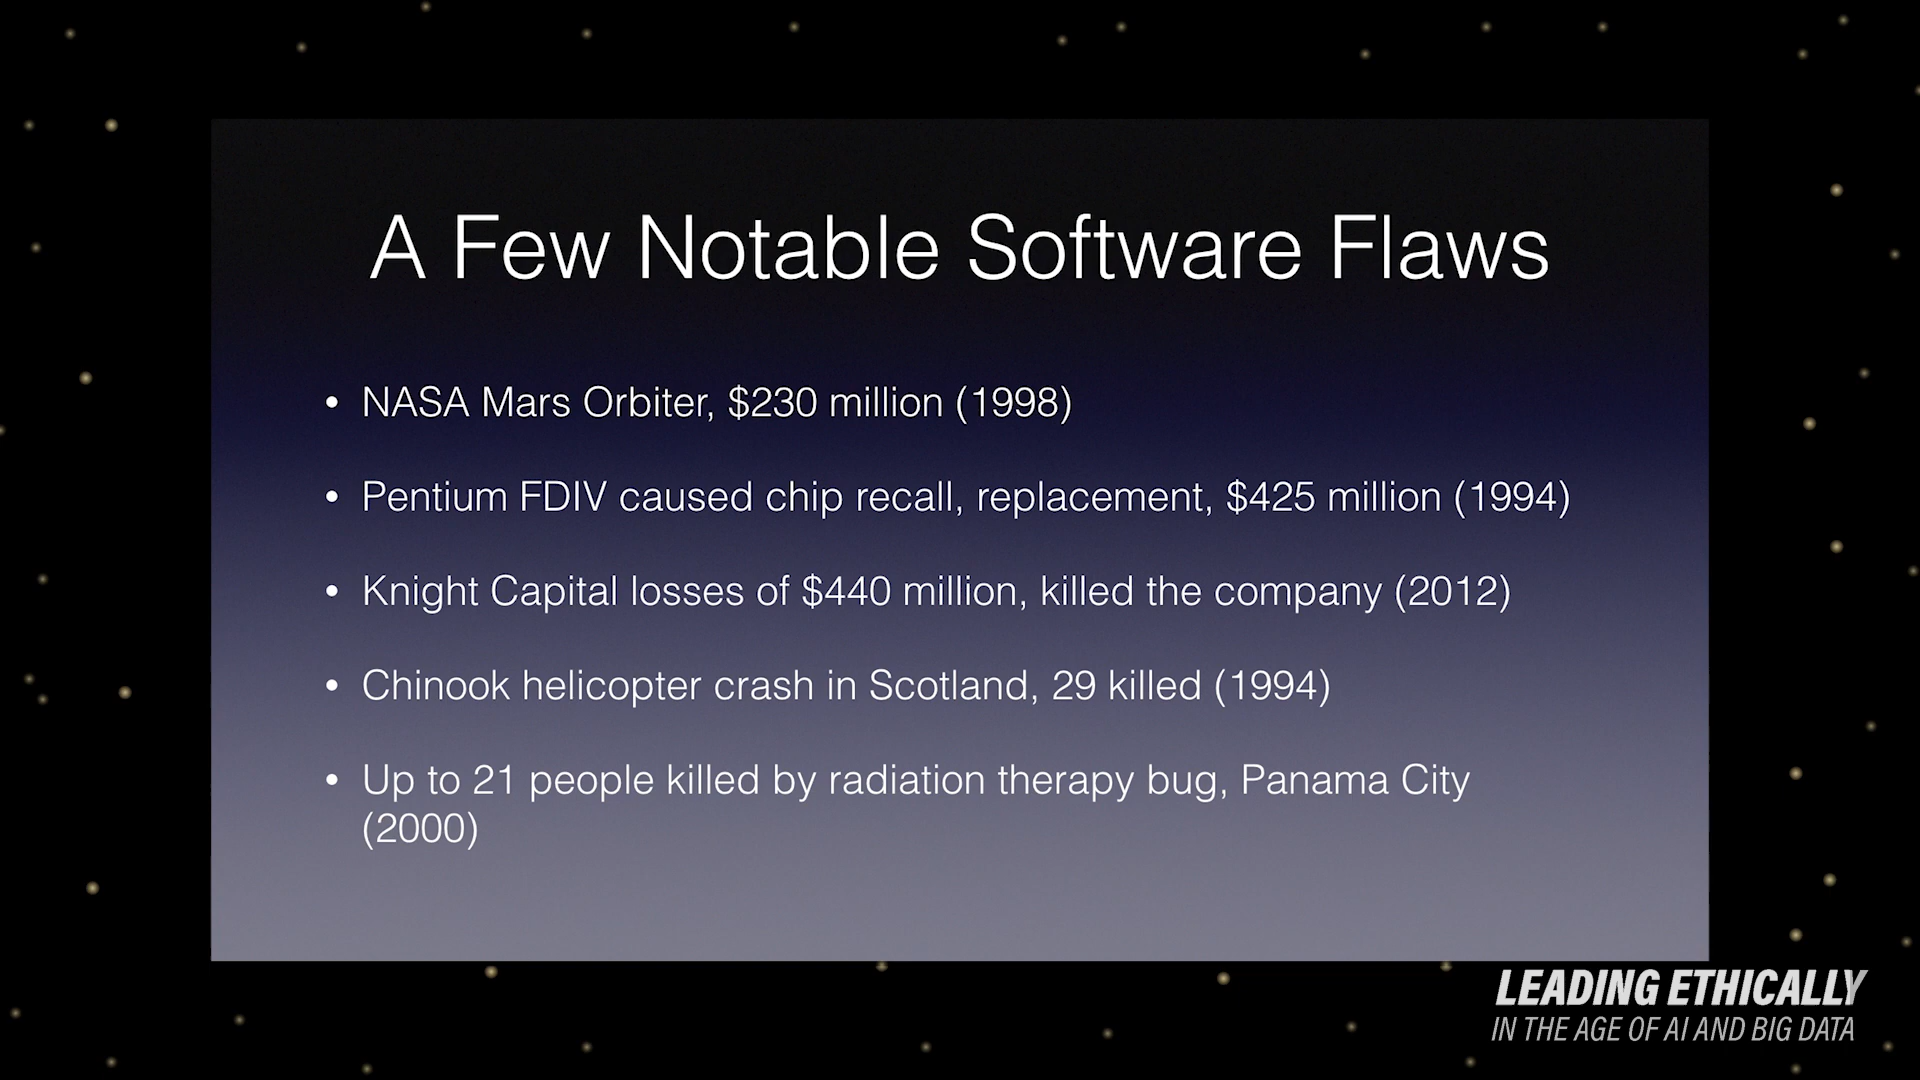 A Few Notable Software Flaws
• NASA Mars Orbiter, $230 million (1998)
• Pentium FDIV caused chip recall, replacement, $425 million (1994)
• Knight Capital losses of $440 million, killed the company (2012)
• Chinook helicopter crash in Scotland, 29 killed (1994)
• Up to 21 people killed by radiation therapy bug, Panama City
(2000)
LEADING ETHICALLY
IN THE AGE OF AI AND BIG DATA